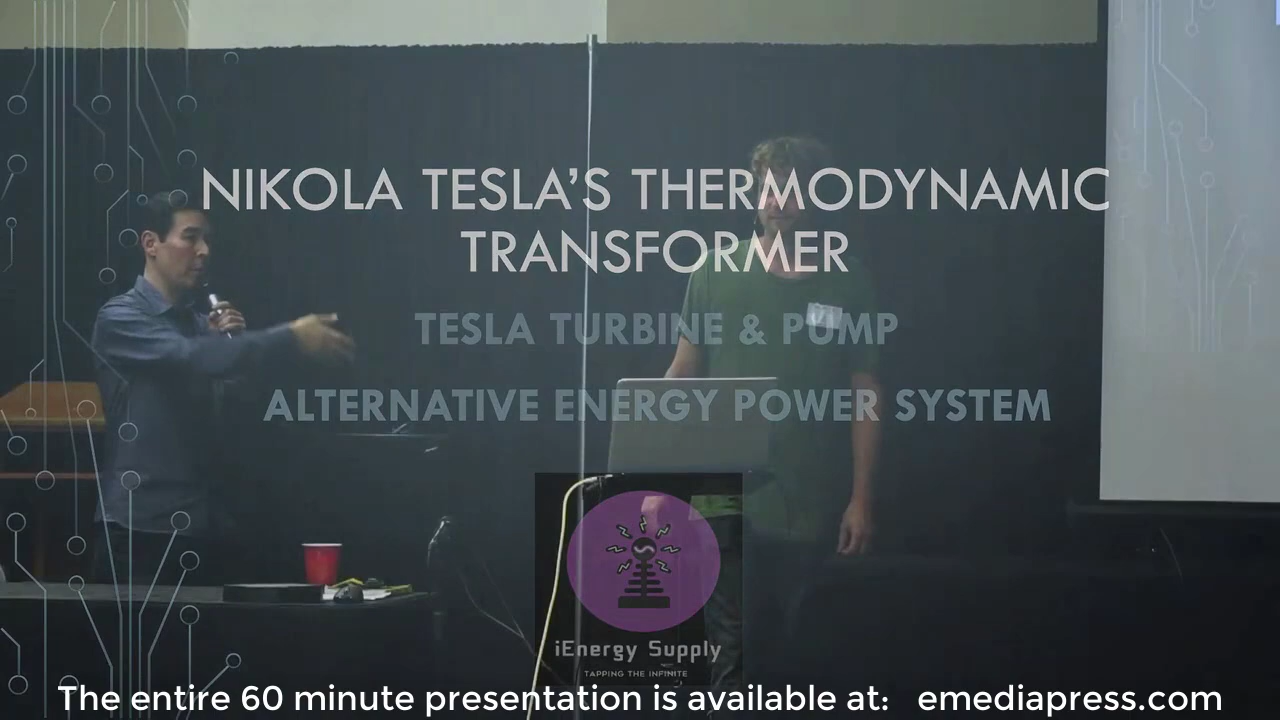 NIKOLA TESLA'S THERMODYNAMIC
TRANSFORMER
TESLA TURBINE & PUMP
ALTERNATIVE ENERGY POWER SYSTEM
iEnergy Supply
TAPPING THE INFINITE
The entire 60 minute presentation is available at: emediapress.com